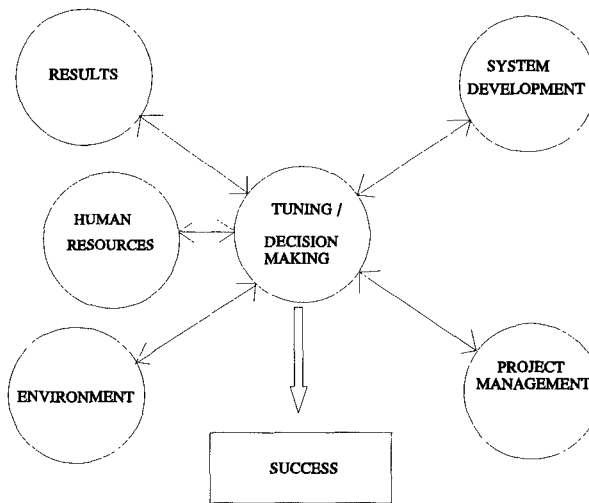 RESULTS
SYSTEM
DEVELOPMENT
HUMAN
RESOURCES
TUNING /
DECISION
MAKING
ENVIRONMENT
PROJECT
MANAGEMENT
SUCCESS